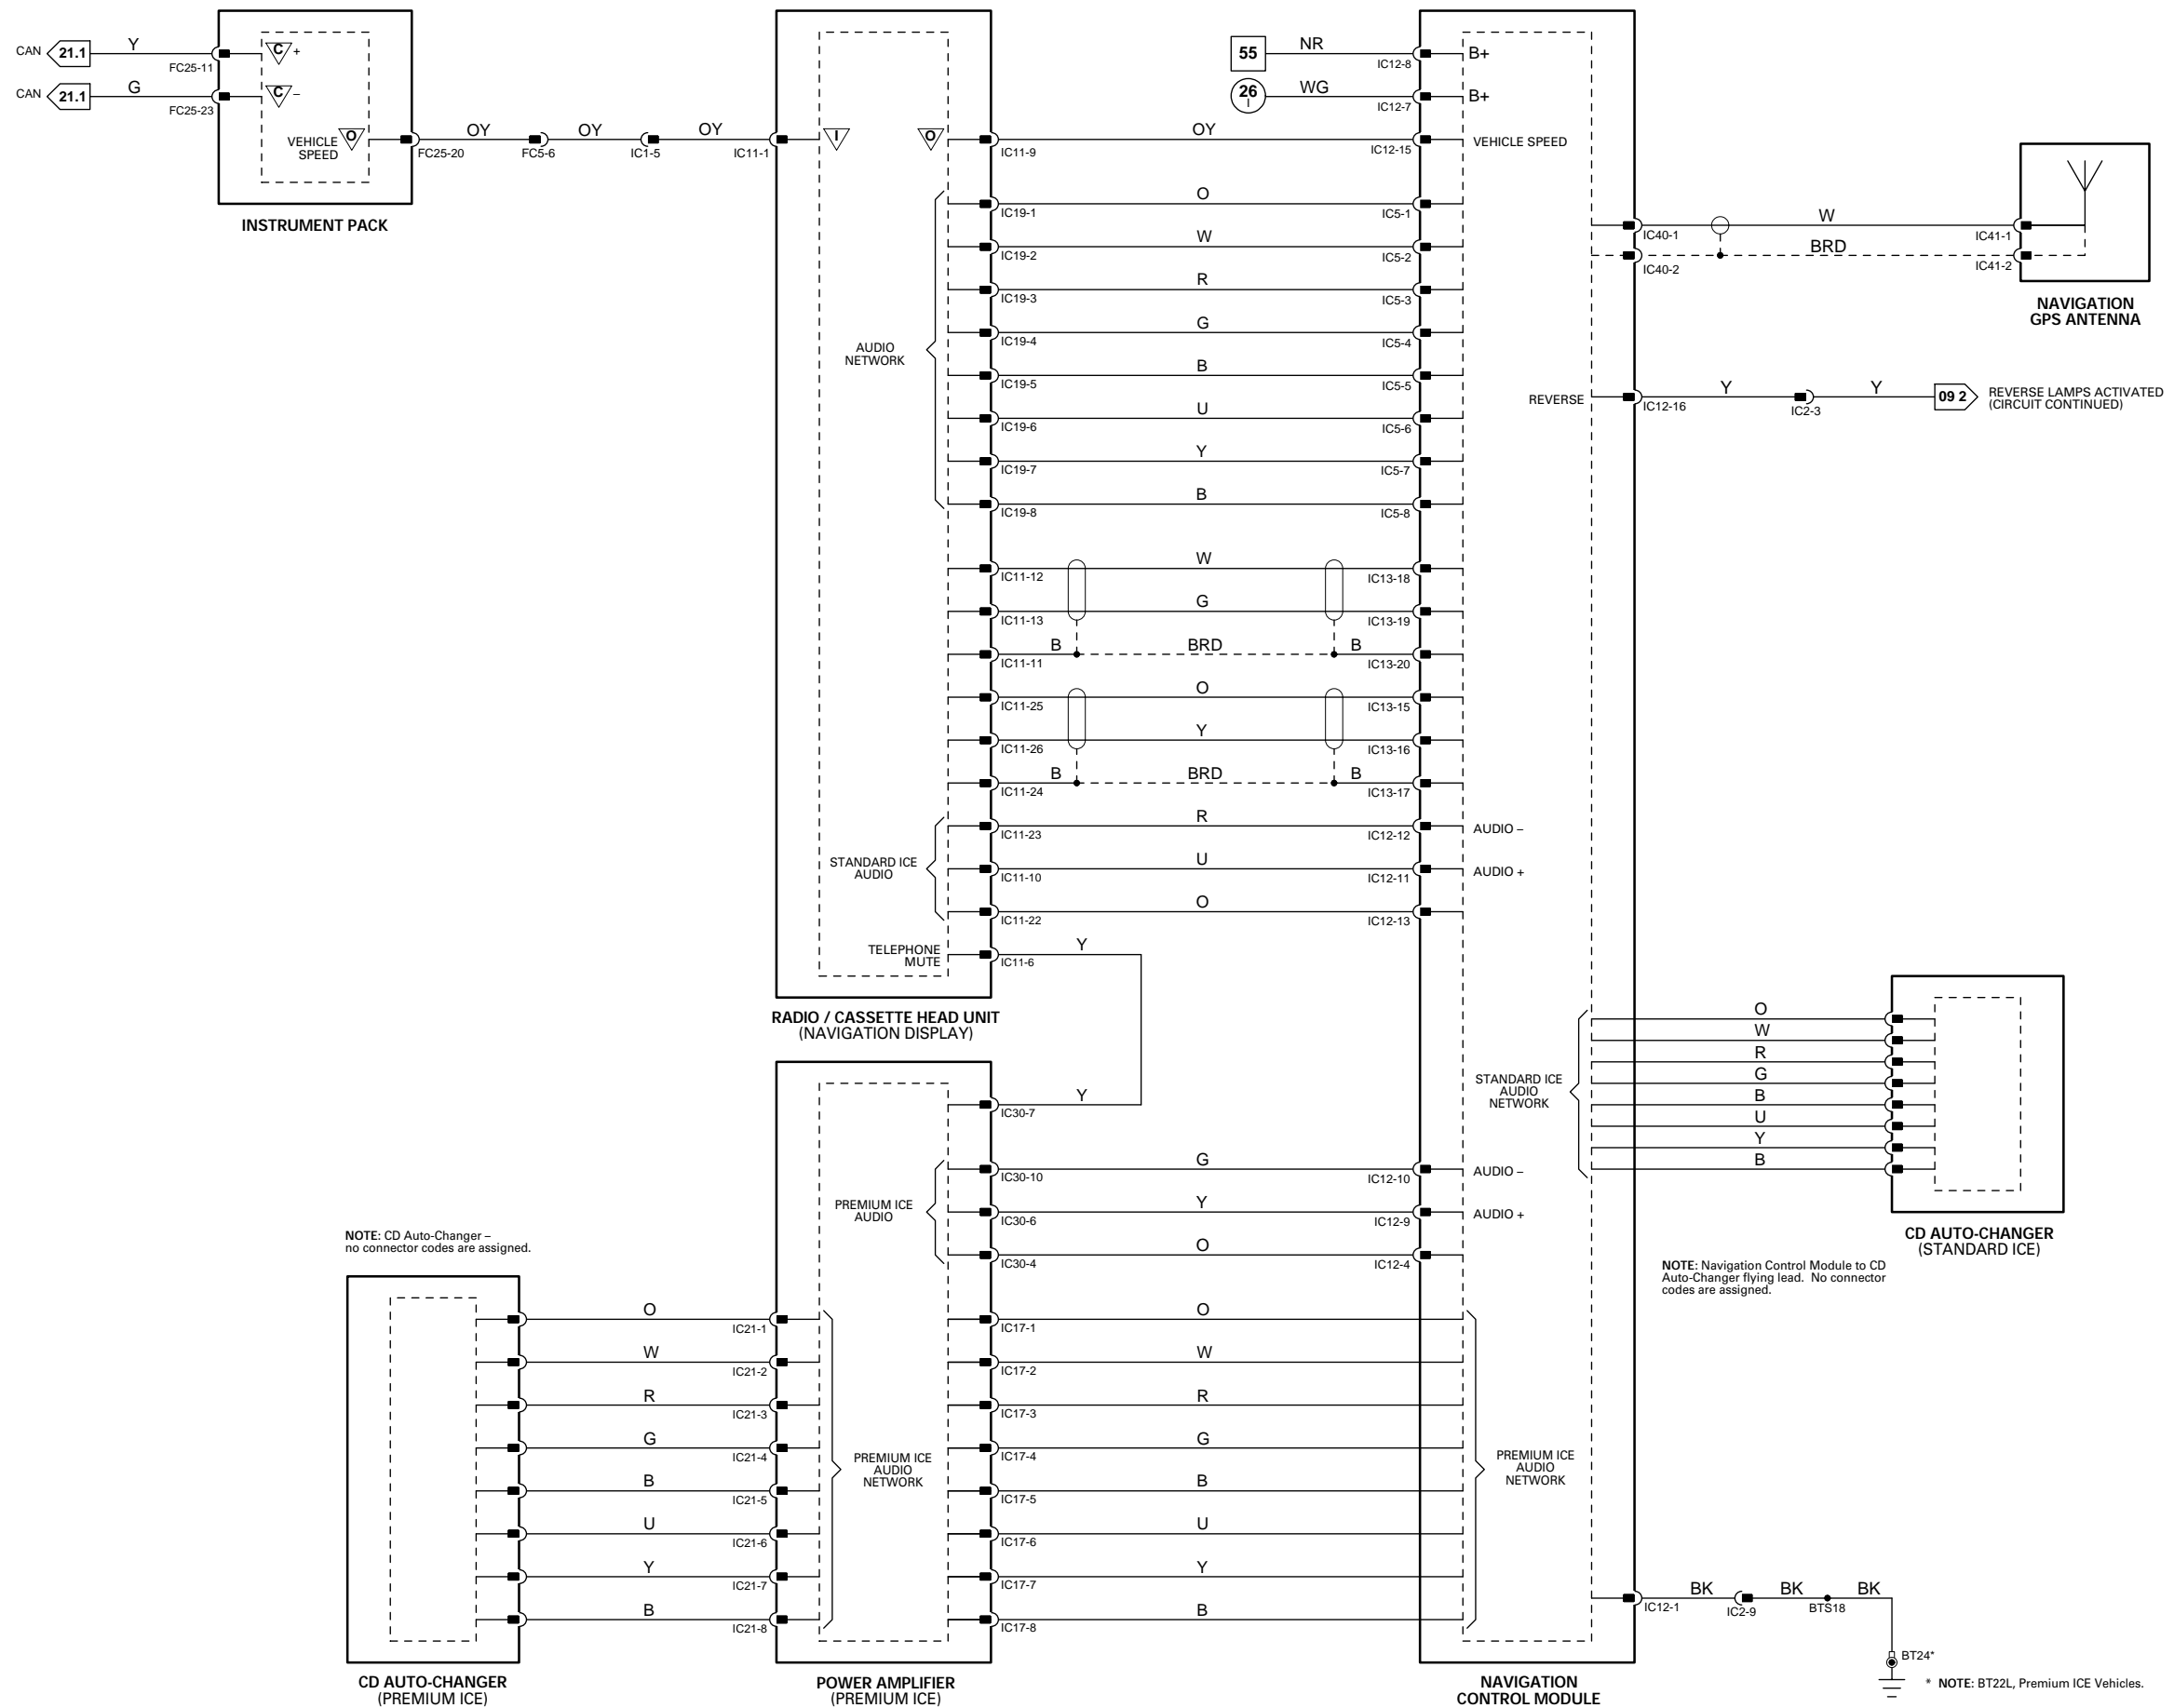 CAN 21.1 Y FC25-11 C +
CAN 21.1 G FC25-23 C –
VEHICLE
SPEED
O
FC25-20 OY FC5-6 OY IC1-5 OY IC11-1
INSTRUMENT PACK
I O
IC11-9 OY IC12-15 VEHICLE SPEED
55 NR IC12-8 B+
26
I
WG IC12-7 B+
AUDIO
NETWORK
IC19-1 O IC5-1
IC19-2 W IC5-2
IC19-3 R IC5-3
IC19-4 G IC5-4
IC19-5 B IC5-5
IC19-6 U IC5-6
IC19-7 Y IC5-7
IC19-8 B IC5-8
IC11-12 W IC13-18
IC11-13 G IC13-19
IC11-11 B BRD B IC13-20
IC11-25 O IC13-15
IC11-26 Y IC13-16
IC11-24 B BRD B IC13-17
STANDARD ICE
AUDIO
IC11-23 R IC12-12 AUDIO –
IC11-10 U IC12-11 AUDIO +
IC11-22 O IC12-13
TELEPHONE
MUTE
IC11-6 Y
RADIO / CASSETTE HEAD UNIT
(NAVIGATION DISPLAY)
IC40-1 W IC41-1
IC40-2 BRD IC41-2
NAVIGATION
GPS ANTENNA
REVERSE IC12-16 Y IC2-3 Y 09 2
REVERSE LAMPS ACTIVATED
(CIRCUIT CONTINUED)
STANDARD ICE
AUDIO
NETWORK
O
W
R
G
B
U
Y
B
CD AUTO-CHANGER
(STANDARD ICE)
NOTE: Navigation Control Module to CD
Auto-Changer flying lead. No connector
codes are assigned.
IC30-7 Y
PREMIUM ICE
AUDIO
IC30-10 G IC12-10 AUDIO –
IC30-6 Y IC12-9 AUDIO +
IC30-4 O IC12-4
NOTE: CD Auto-Changer –
no connector codes are assigned.
O IC21-1 IC17-1 O
W IC21-2 IC17-2 W
R IC21-3 IC17-3 R
G IC21-4 IC17-4 G
B IC21-5 IC17-5 B
U IC21-6 IC17-6 U
Y IC21-7 IC17-7 Y
B IC21-8 IC17-8 B
PREMIUM ICE
AUDIO
NETWORK
PREMIUM ICE
AUDIO
NETWORK
IC12-1 BK IC2-9 BK BTS18 BK
BT24*
* NOTE: BT22L, Premium ICE Vehicles.
CD AUTO-CHANGER
(PREMIUM ICE)
POWER AMPLIFIER
(PREMIUM ICE)
NAVIGATION
CONTROL MODULE